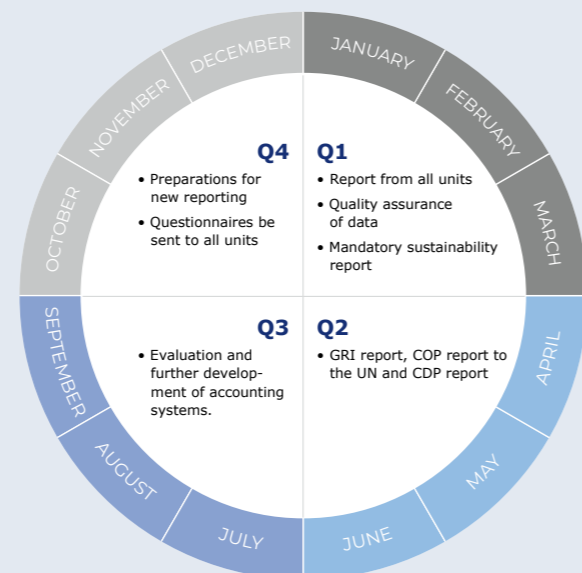 JANUARY
FEBRUARY
MARCH
APRIL
MAY
JUNE
JULY
AUGUST
SEPTEMBER
OCTOBER
NOVEMBER
DECEMBER
Q4
• Preparations for
new reporting
• Questionnaires be
sent to all units
Q1
• Report from all units
• Quality assurance
of data
• Mandatory sustainability
report
Q3
• Evaluation and
further develop-
ment of accounting
systems.
Q2
• GRI report, COP report to
the UN and CDP report